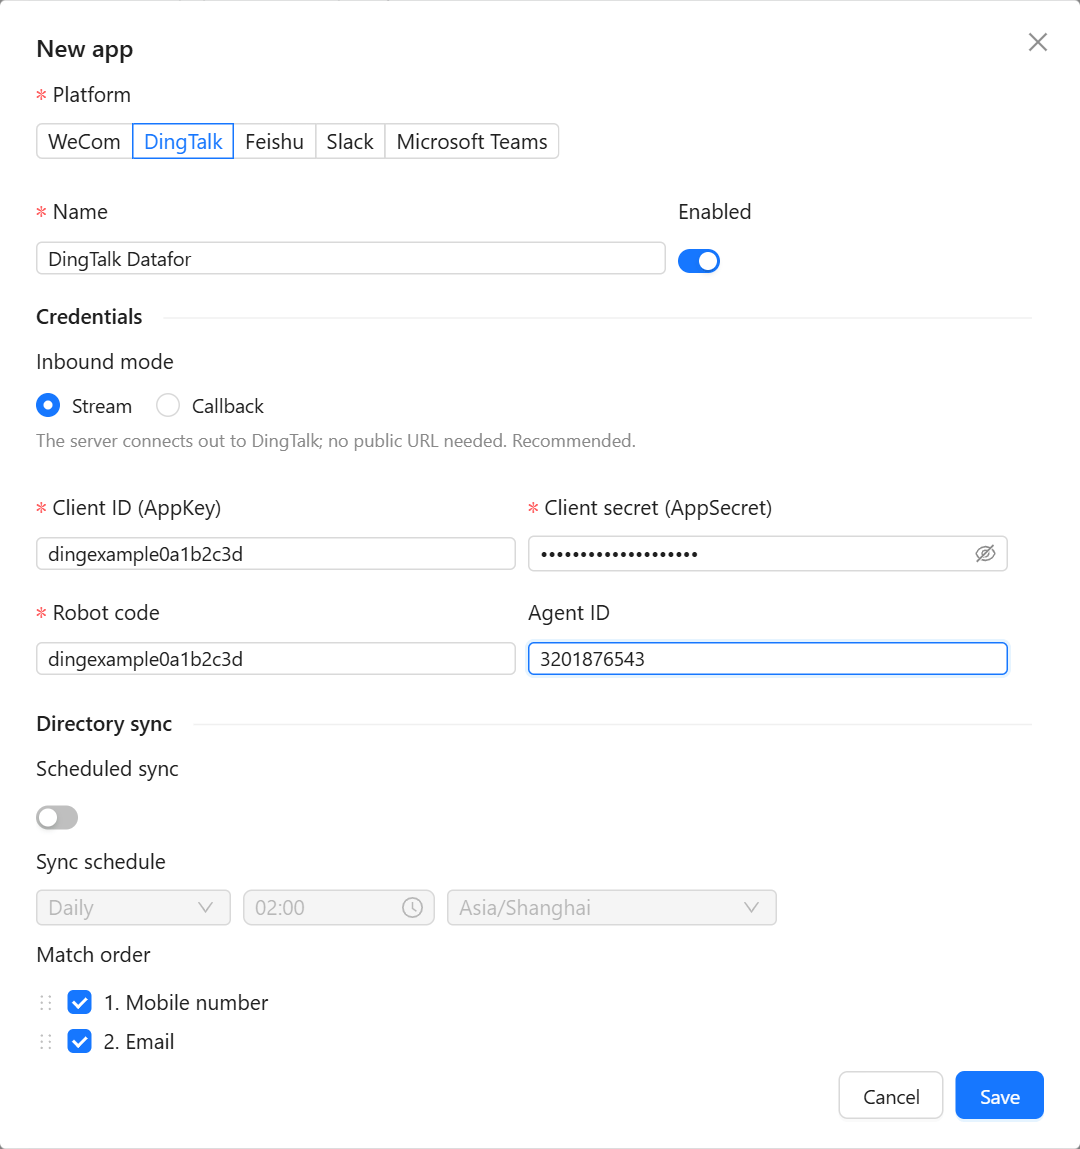 New app
* Platform
WeCom DingTalk Feishu Slack Microsoft Teams
* Name Enabled
DingTalk Datafor
Credentials
Inbound mode
Stream Callback
The server connects out to DingTalk; no public URL needed. Recommended.
* Client ID (AppKey) * Client secret (AppSecret)
dingexample0a1b2c3d ••••••••••••••••••••
* Robot code Agent ID
dingexample0a1b2c3d 3201876543
Directory sync
Scheduled sync
Sync schedule
Daily 02:00 Asia/Shanghai
Match order
1. Mobile number
2. Email
Cancel Save